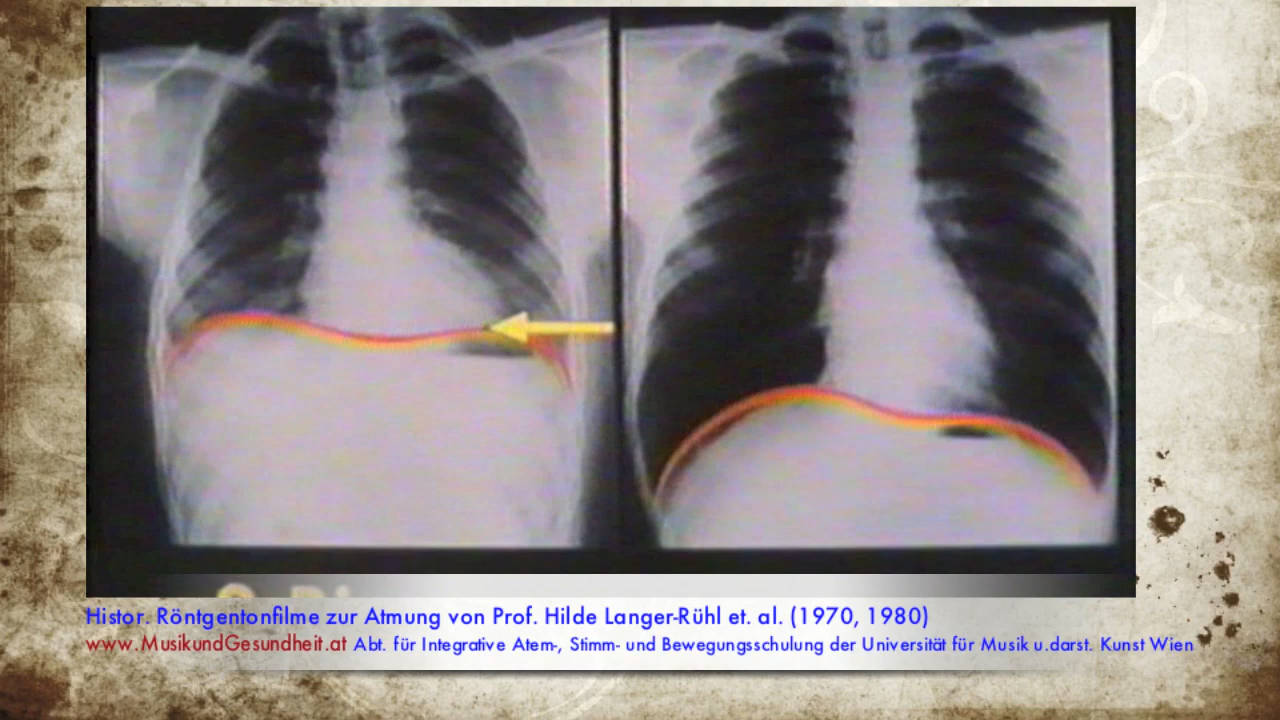 Histor. Röntgentonfilme zur Atmung von Prof. Hilde Langer-Rühl et. al. (1970, 1980)
www.MusikundGesundheit.at Abt. für Integrative Atem-, Stimm- und Bewegungsschulung der Universität für Musik u.darst. Kunst Wien